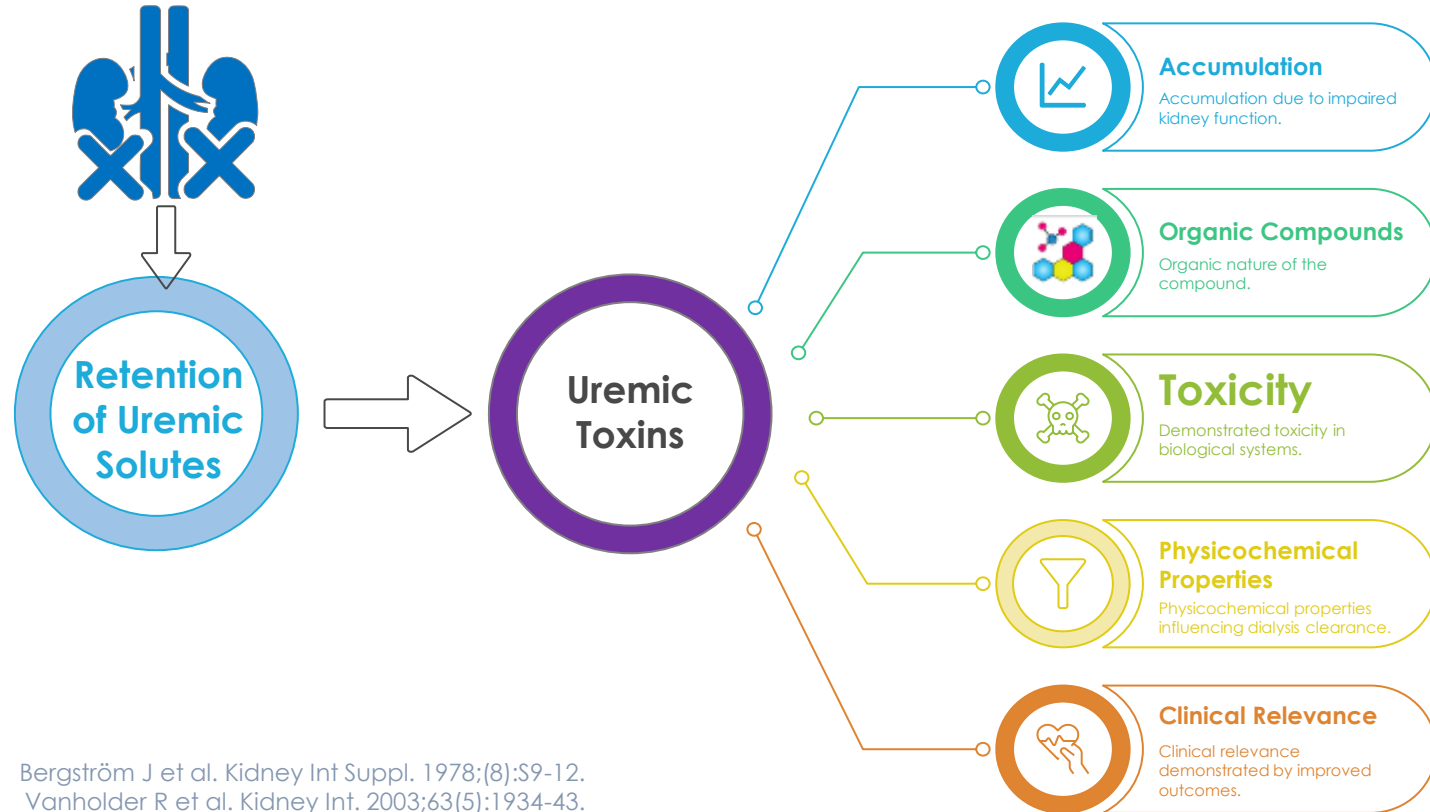 Retention
of Uremic
Solutes
Uremic
Toxins
Accumulation
Accumulation due to impaired
kidney function.
Organic Compounds
Organic nature of the
compound.
Toxicity
Demonstrated toxicity in
biological systems.
Physicochemical
Properties
Physicochemical properties
influencing dialysis clearance.
Clinical Relevance
Clinical relevance
demonstrated by improved
outcomes.
Bergström J et al. Kidney Int Suppl. 1978;(8):S9-12.
Vanholder R et al. Kidney Int. 2003;63(5):1934-43.